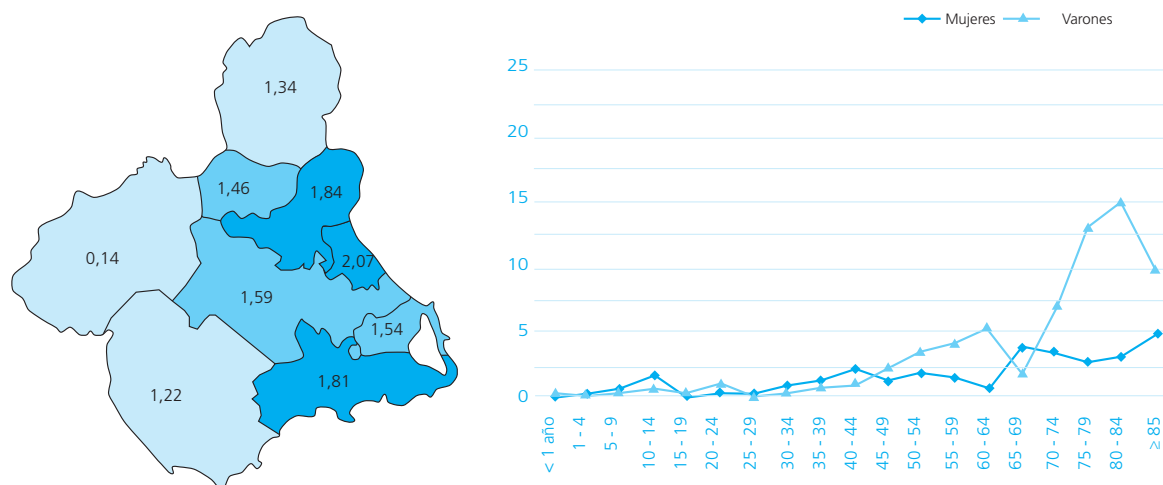 Mujeres Varones
1,34
1,46
1,84
0,14
2,07
1,59
1,54
1,81
1,22
25
20
15
10
5
0
< 1 año
1 - 4
5 - 9
10 - 14
15 - 19
20 - 24
25 - 29
30 - 34
35 - 39
40 - 44
45 - 49
50 - 54
55 - 59
60 - 64
65 - 69
70 - 74
75 - 79
80 - 84
≥ 85